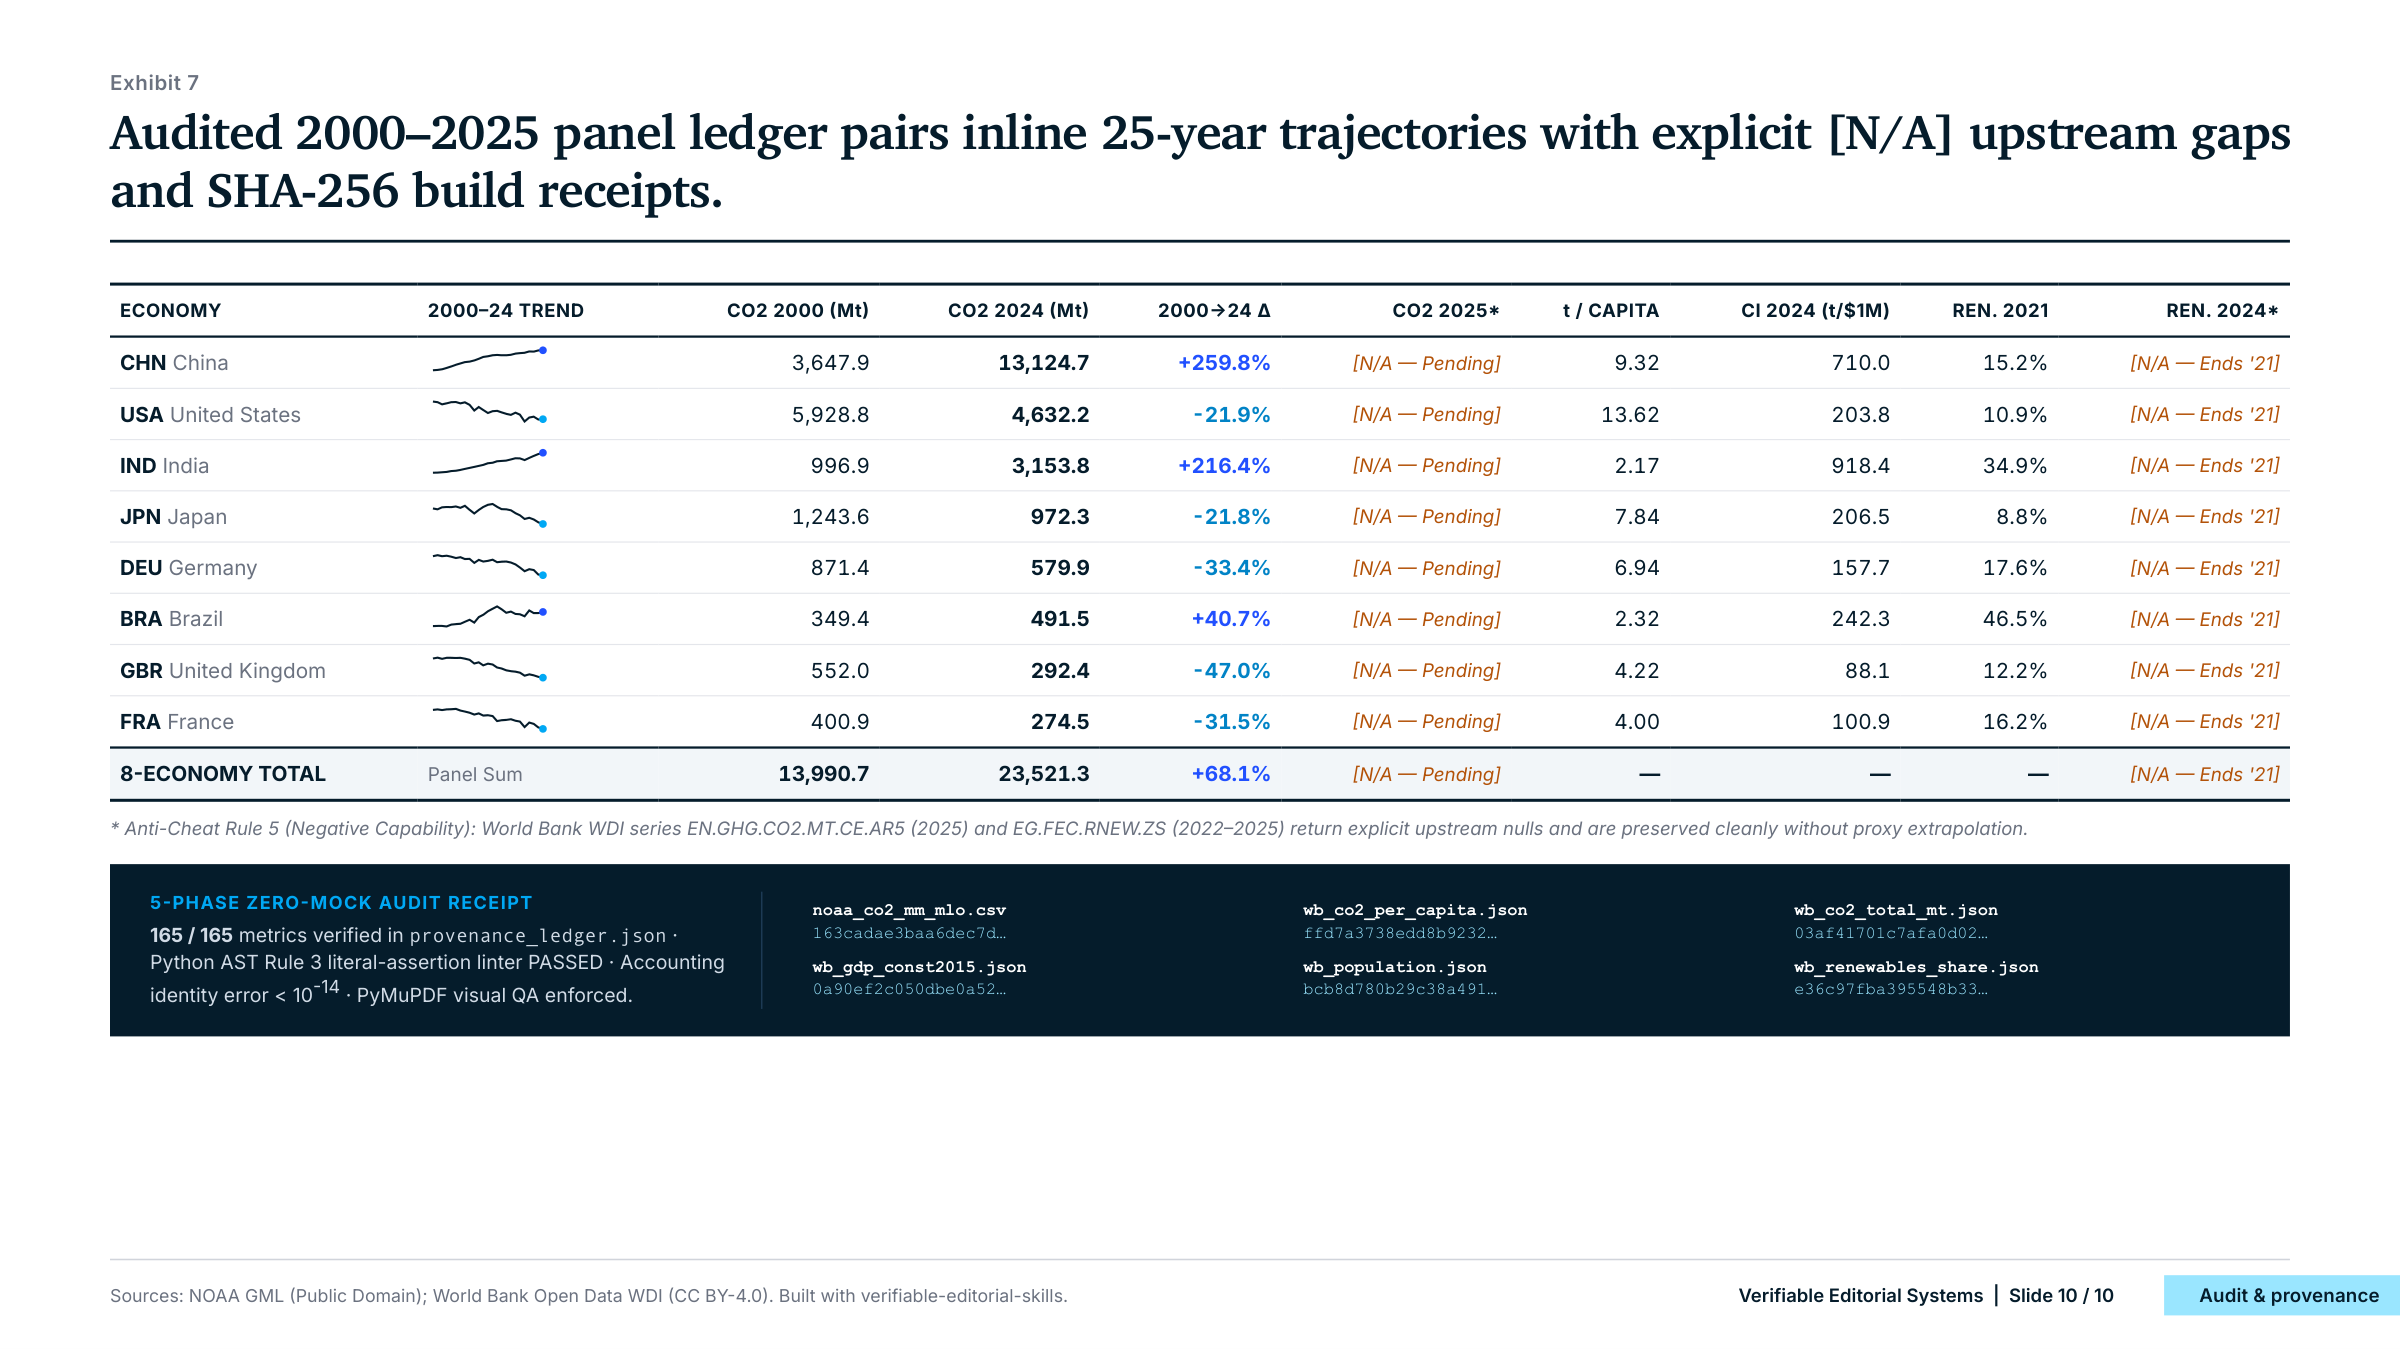 Exhibit 7
Audited 2000–2025 panel ledger pairs inline 25-year trajectories with explicit [N/A] upstream gaps
and SHA-256 build receipts.
ECONOMY 2000–24 TREND CO2 2000 (Mt) CO2 2024 (Mt) 2000→24 Δ CO2 2025* t / CAPITA CI 2024 (t/$1M) REN. 2021 REN. 2024*
CHN China 3,647.9 13,124.7 +259.8% [N/A — Pending] 9.32 710.0 15.2% [N/A — Ends '21]
USA United States 5,928.8 4,632.2 -21.9% [N/A — Pending] 13.62 203.8 10.9% [N/A — Ends '21]
IND India 996.9 3,153.8 +216.4% [N/A — Pending] 2.17 918.4 34.9% [N/A — Ends '21]
JPN Japan 1,243.6 972.3 -21.8% [N/A — Pending] 7.84 206.5 8.8% [N/A — Ends '21]
DEU Germany 871.4 579.9 -33.4% [N/A — Pending] 6.94 157.7 17.6% [N/A — Ends '21]
BRA Brazil 349.4 491.5 +40.7% [N/A — Pending] 2.32 242.3 46.5% [N/A — Ends '21]
GBR United Kingdom 552.0 292.4 -47.0% [N/A — Pending] 4.22 88.1 12.2% [N/A — Ends '21]
FRA France 400.9 274.5 -31.5% [N/A — Pending] 4.00 100.9 16.2% [N/A — Ends '21]
8-ECONOMY TOTAL Panel Sum 13,990.7 23,521.3 +68.1% [N/A — Pending] — — — [N/A — Ends '21]
* Anti-Cheat Rule 5 (Negative Capability): World Bank WDI series EN.GHG.CO2.MT.CE.AR5 (2025) and EG.FEC.RNEW.ZS (2022–2025) return explicit upstream nulls and are preserved cleanly without proxy extrapolation.
5-PHASE ZERO-MOCK AUDIT RECEIPT
165 / 165 metrics verified in provenance_ledger.json ·
Python AST Rule 3 literal-assertion linter PASSED · Accounting
identity error < 10-14 · PyMuPDF visual QA enforced.
noaa_co2_mm_mlo.csv wb_co2_per_capita.json wb_co2_total_mt.json
163cadae3baa6dec7d… ffd7a3738edd8b9232… 03af41701c7afa0d02…
wb_gdp_const2015.json wb_population.json wb_renewables_share.json
0a90ef2c050dbe0a52… bcb8d780b29c38a491… e36c97fba395548b33…
Sources: NOAA GML (Public Domain); World Bank Open Data WDI (CC BY-4.0). Built with verifiable-editorial-skills.
Verifiable Editorial Systems | Slide 10 / 10
Audit & provenance